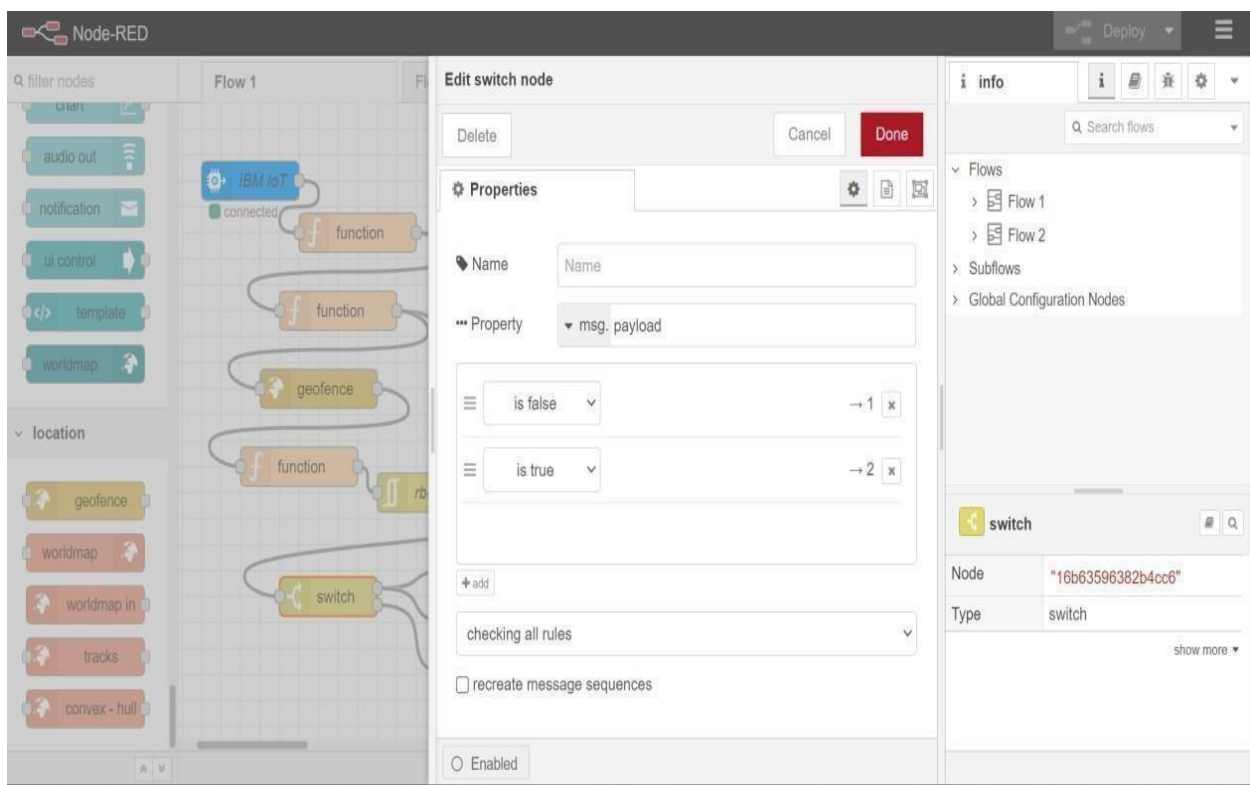 Node-RED
Deploy
filter nodes
chart
audio out
notification
ui control
</> template
worldmap
location
geofence
worldmap
worldmap in
tracks
convex - hull
Flow 1
Fl
IBM IoT
connected
f function
f function
geofence
f function
rb
switch
Edit switch node
Delete
Cancel
Done
Properties
Name
Name
Property
msg. payload
is false
→ 1 x
is true
→ 2 x
+ add
checking all rules
recreate message sequences
Enabled
i info
i
Search flows
Flows
Flow 1
Flow 2
Subflows
Global Configuration Nodes
switch
Node "16b63596382b4cc6"
Type switch
show more